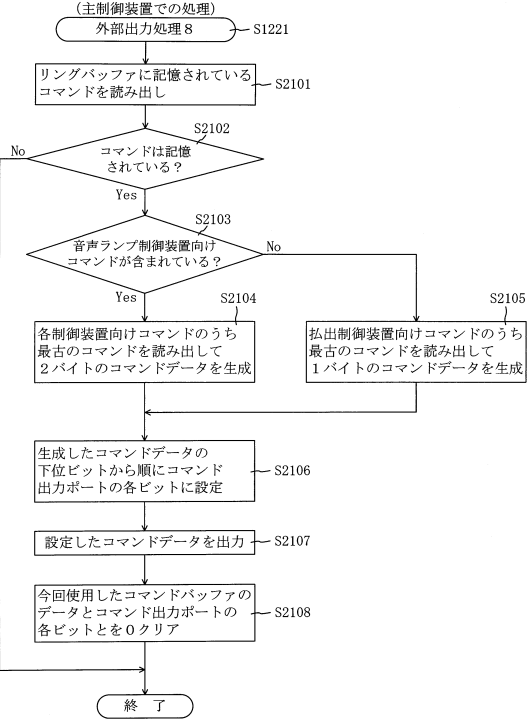 (主制御装置での処理)
外部出力処理8
S1221
リングバッファに記憶されている
コマンドを読み出し
S2101
S2102
コマンドは記憶
されている?
No
Yes
S2103
音声ランプ制御装置向け
コマンドが含まれている?
No
Yes
S2104
各制御装置向けコマンドのうち
最古のコマンドを読み出して
2バイトのコマンドデータを生成
S2105
払出制御装置向けコマンドのうち
最古のコマンドを読み出して
1バイトのコマンドデータを生成
生成したコマンドデータの
下位ビットから順にコマンド
出力ポートの各ビットに設定
S2106
設定したコマンドデータを出力
S2107
今回使用したコマンドバッファの
データとコマンド出力ポートの
各ビットとを0クリア
S2108
終 了